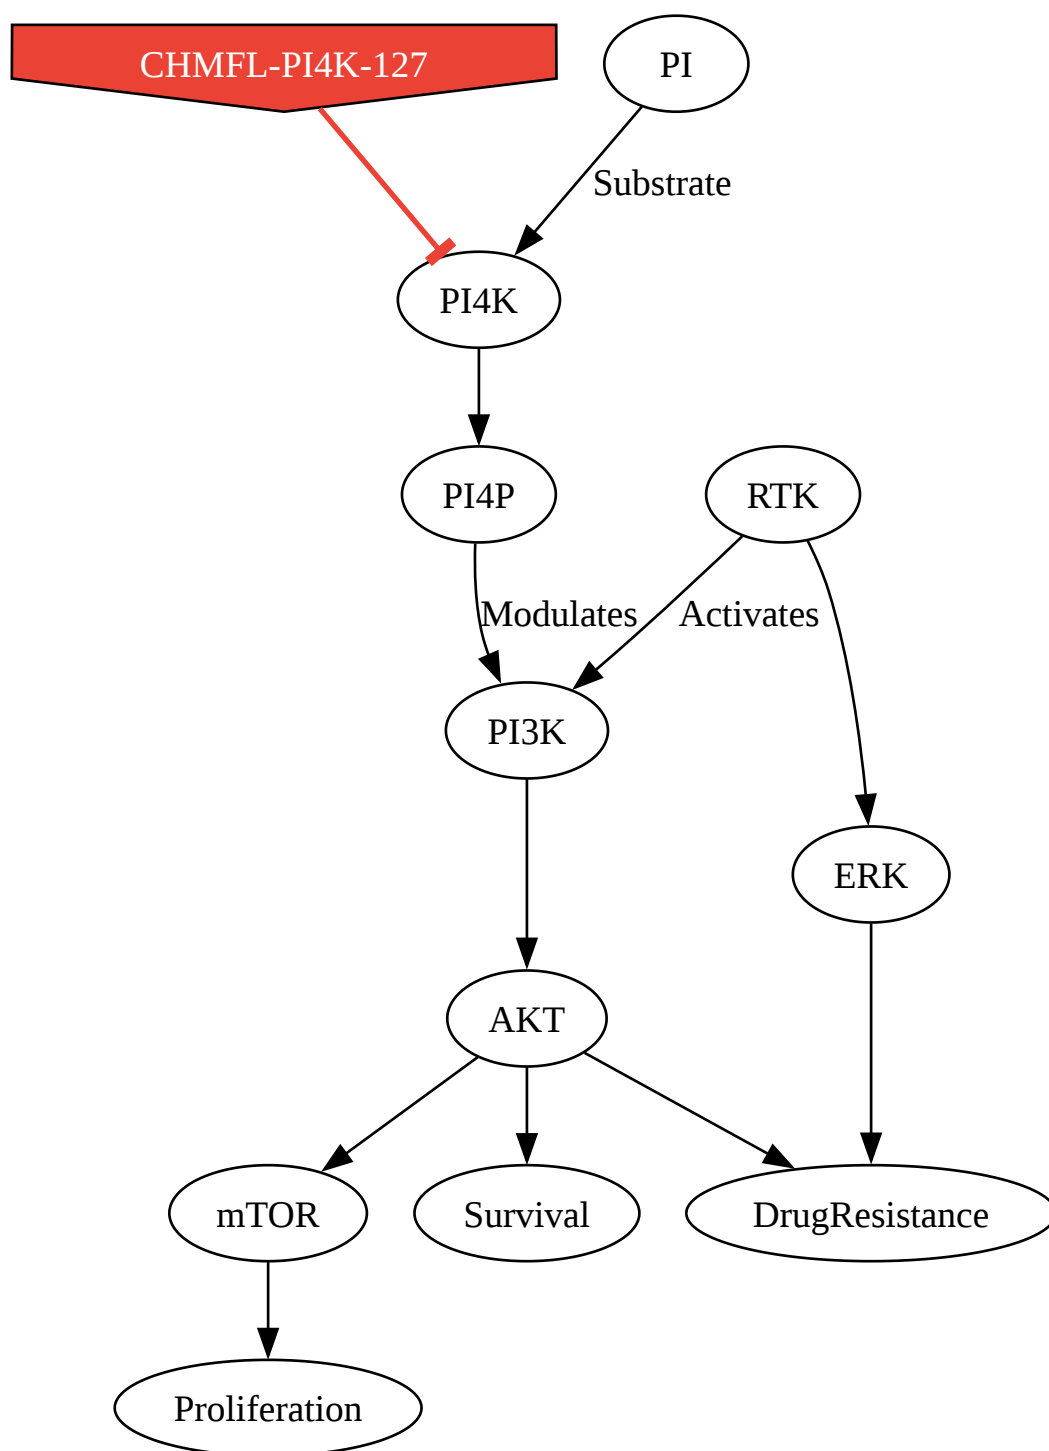 CHMFL-PI4K-127
PI
Substrate
PI4K
PI4P
RTK
Modulates
Activates
PI3K
ERK
AKT
mTOR
Survival
DrugResistance
Proliferation